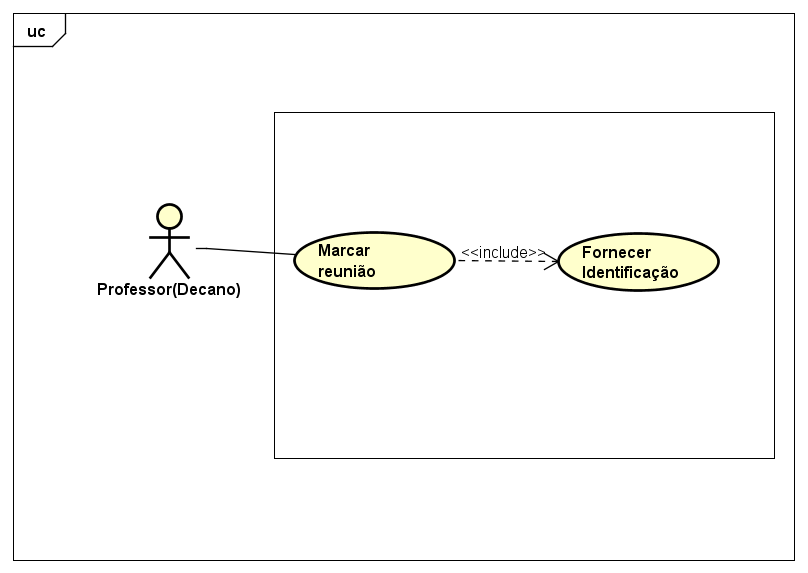 uc
Marcar
reunião
<<include>>
Fornecer
Identificação
Professor(Decano)